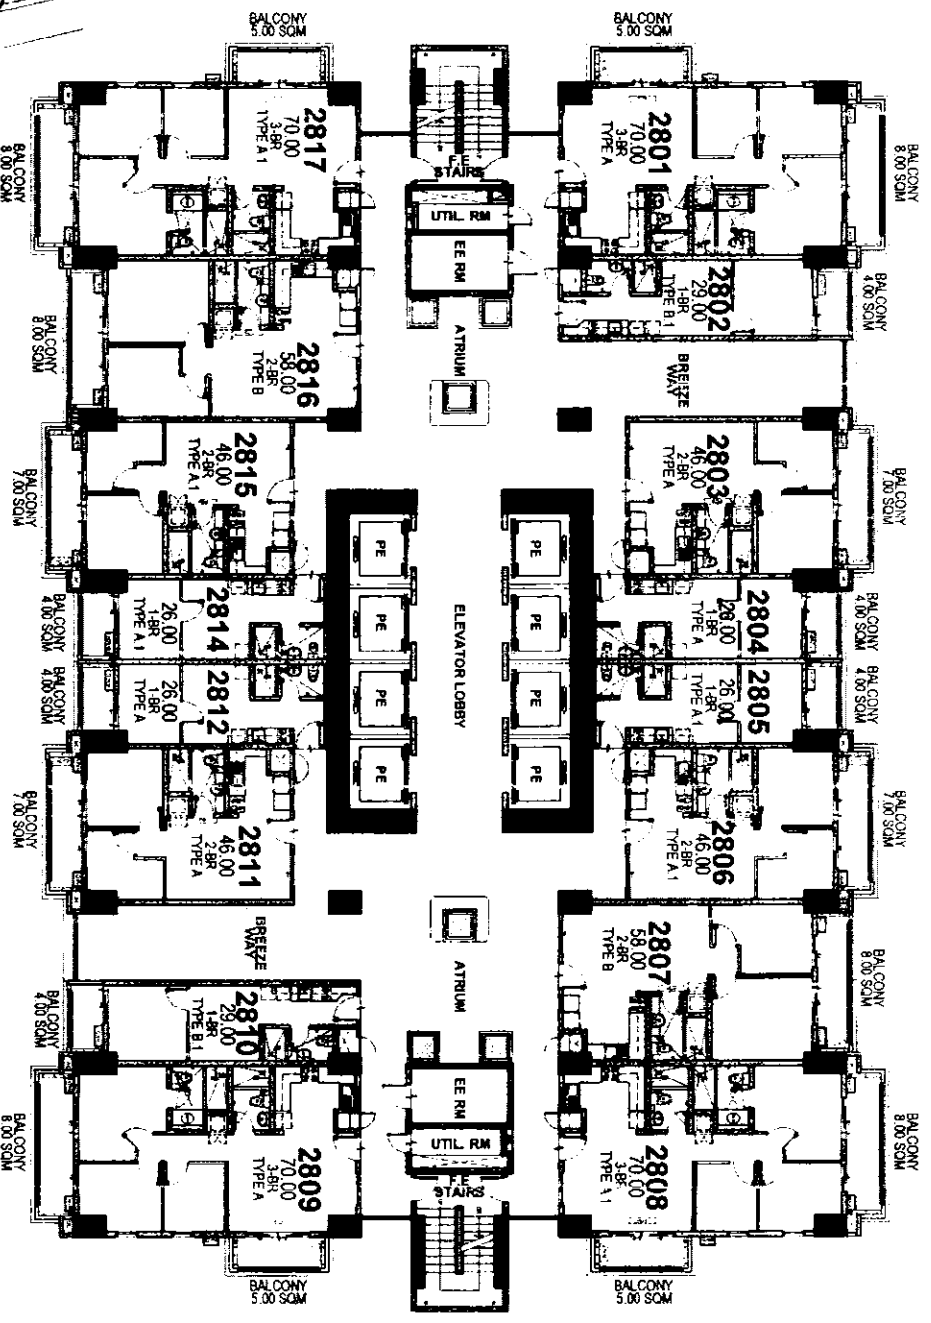 BALCONY
5.00 SQM
BALCONY
5.00 SQM
BALCONY
8.00 SQM
2817
70.00
3-BR
TYPE A.1
F.E
STAIRS
UTIL. RM
EE RM
2801
70.00
3-BR
TYPE A
BALCONY
8.00 SQM
BALCONY
8.00 SQM
2816
58.00
2-BR
TYPE B
ATRIUM
2802
29.00
1-BR
TYPE B.1
BALCONY
4.00 SQM
BREEZE
WAY
BALCONY
7.00 SQM
2815
46.00
2-BR
TYPE A.1
2803
46.00
2-BR
TYPE A
BALCONY
7.00 SQM
PE
PE
PE
PE
ELEVATOR LOBBY
PE
PE
PE
PE
BALCONY
4.00 SQM
2814
26.00
1-BR
TYPE A.1
2804
26.00
1-BR
TYPE A
BALCONY
4.00 SQM
BALCONY
4.00 SQM
2812
26.00
1-BR
TYPE A
2805
26.00
1-BR
TYPE A.1
BALCONY
4.00 SQM
BALCONY
7.00 SQM
2811
46.00
2-BR
TYPE A
2806
46.00
2-BR
TYPE A.1
BALCONY
7.00 SQM
BREEZE
WAY
ATRIUM
2807
58.00
2-BR
TYPE B
BALCONY
8.00 SQM
BALCONY
4.00 SQM
2810
29.00
1-BR
TYPE B.1
BALCONY
8.00 SQM
2809
70.00
3-BR
TYPE A
EE RM
UTIL. RM
F.E
STAIRS
2808
70.00
3-BR
TYPE A.1
BALCONY
8.00 SQM
BALCONY
5.00 SQM
BALCONY
5.00 SQM